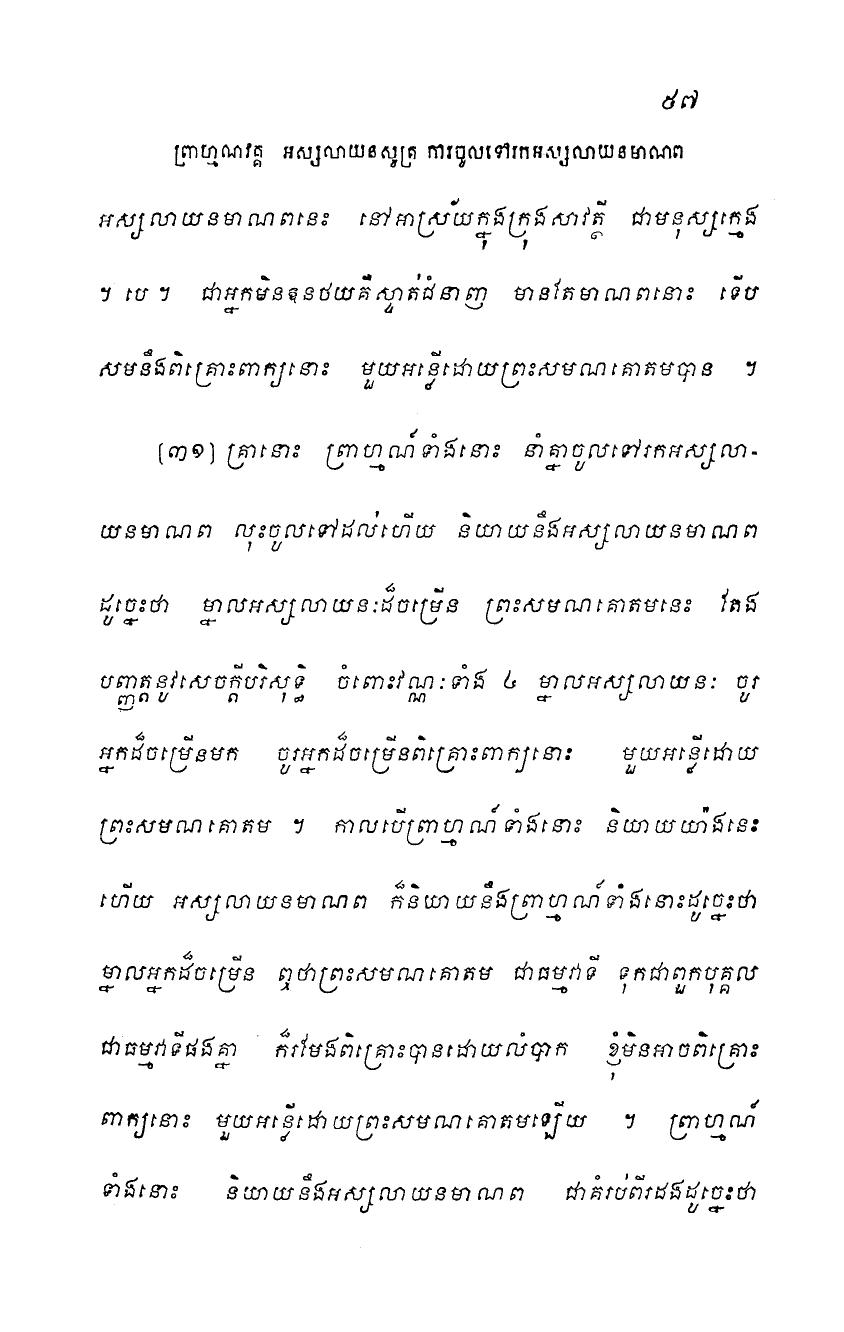 ៥៧
ព្រាហ្មណវគ្គ អស្សលាយនសូត្រ ការចូលទៅរកអស្សលាយនមាណព
អស្សលាយនមាណពនេះ នៅអាស្រ័យក្នុងក្រុងសាវត្ថី ជាមនុស្សក្មេង
។ បេ ។ ជាអ្នកមិនខុនថយគឺស្ទាត់ជំនាញ មានតែមាណពនោះ ទើប
សមនឹងពិគ្រោះពាក្យនោះ មួយអន្លើដោយព្រះសមណគោតមបាន ។
[៣១] គ្រានោះ ព្រាហ្មណ៍ទាំងនោះ នាំគ្នាចូលទៅរកអស្សលា-
យនមាណព លុះចូលទៅដល់ហើយ និយាយនឹងអស្សលាយនមាណព
ដូច្នេះថា ម្នាលអស្សលាយនៈដ៏ចម្រើន ព្រះសមណគោតមនេះ តែង
បញ្ញត្តនូវសេចក្តីបរិសុទ្ធិ ចំពោះវណ្ណៈទាំង ៤ ម្នាលអស្សលាយនៈ ចូរ
អ្នកដ៏ចម្រើនមក ចូរអ្នកដ៏ចម្រើនពិគ្រោះពាក្យនោះ មួយអន្លើដោយ
ព្រះសមណគោតម ។ កាលបើព្រាហ្មណ៍ទាំងនោះ និយាយយ៉ាងនេះ
ហើយ អស្សលាយនមាណព ក៏និយាយនឹងព្រាហ្មណ៍ទាំងនោះដូច្នេះថា
ម្នាលអ្នកដ៏ចម្រើន ឮថាព្រះសមណគោតម ជាធម្មវាទី ទុកជាពួកបុគ្គល
ជាធម្មវាទីផងគ្នា ក៏រមែងពិគ្រោះបានដោយលំបាក ខ្ញុំមិនអាចពិគ្រោះ
ពាក្យនោះ មួយអន្លើដោយព្រះសមណគោតមឡើយ ។ ព្រាហ្មណ៍
ទាំងនោះ និយាយនឹងអស្សលាយនមាណព ជាគំរប់ពីរដងដូច្នេះថា